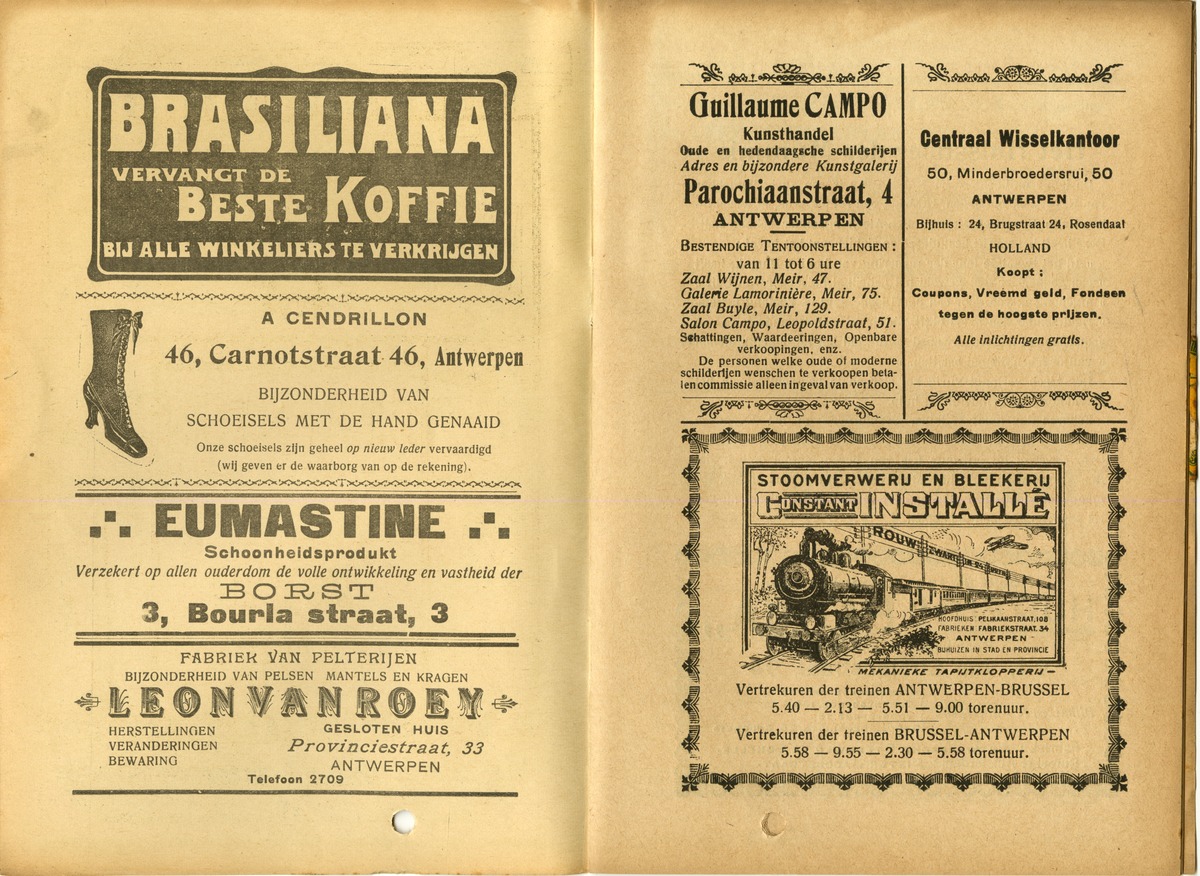 BRASILIANA
VERVANGT DE
BESTE KOFFIE
BIJ ALLE WINKELIERS TE VERKRIJGEN
A CENDRILLON
46, Carnotstraat 46, Antwerpen
BIJZONDERHEID VAN
SCHOEISELS MET DE HAND GENAAID
Onze schoeisels zijn geheel op nieuw leder vervaardigd
(wij geven er de waarborg van op de rekening).
EUMASTINE
Schoonheidsprodukt
Verzekert op allen ouderdom de volle ontwikkeling en vastheid der
BORST
3, Bourla straat, 3
FABRIEK VAN PELTERIJEN
BIJZONDERHEID VAN PELSEN MANTELS EN KRAGEN
LEON VAN ROEY
HERSTELLINGEN
VERANDERINGEN
BEWARING
GESLOTEN HUIS
Provinciestraat, 33
ANTWERPEN
Telefoon 2709
Guillaume CAMPO
Kunsthandel
Oude en hedendaagsche schilderijen
Adres en bijzondere Kunstgalerij
Parochiaanstraat, 4
ANTWERPEN
BESTENDIGE TENTOONSTELLINGEN :
van 11 tot 6 ure
Zaal Wijnen, Meir, 47.
Galerie Lamorinière, Meir, 75.
Zaal Buyle, Meir, 129.
Salon Campo, Leopoldstraat, 51.
Schattingen, Waardeeringen, Openbare
verkoopingen, enz.
De personen welke oude of moderne
schilderijen wenschen te verkoopen beta-
len commissie alleen in geval van verkoop.
Centraal Wisselkantoor
50, Minderbroedersrui, 50
ANTWERPEN
Bijhuis : 24, Brugstraat 24, Rosendaal
HOLLAND
Koopt :
Coupons, Vreemd geld, Fondsen
tegen de hoogste prijzen.
Alle inlichtingen gratis.
STOOMVERWERIJ EN BLEEKERIJ
CONSTANT INSTALLÉ
ROUW ZWART IN 24 UREN
HOOFDHUIS: PELIKAANSTRAAT, 108
FABRIEKEN FABRIEKSTRAAT. 34
ANTWERPEN
BIJHUIZEN IN STAD EN PROVINCIE
MEKANIEKE TAPIJTKLOPPERIJ
Vertrekuren der treinen ANTWERPEN-BRUSSEL
5.40 — 2.13 — 5.51 — 9.00 torenuur.
Vertrekuren der treinen BRUSSEL-ANTWERPEN
5.58 — 9.55 — 2.30 — 5.58 torenuur.